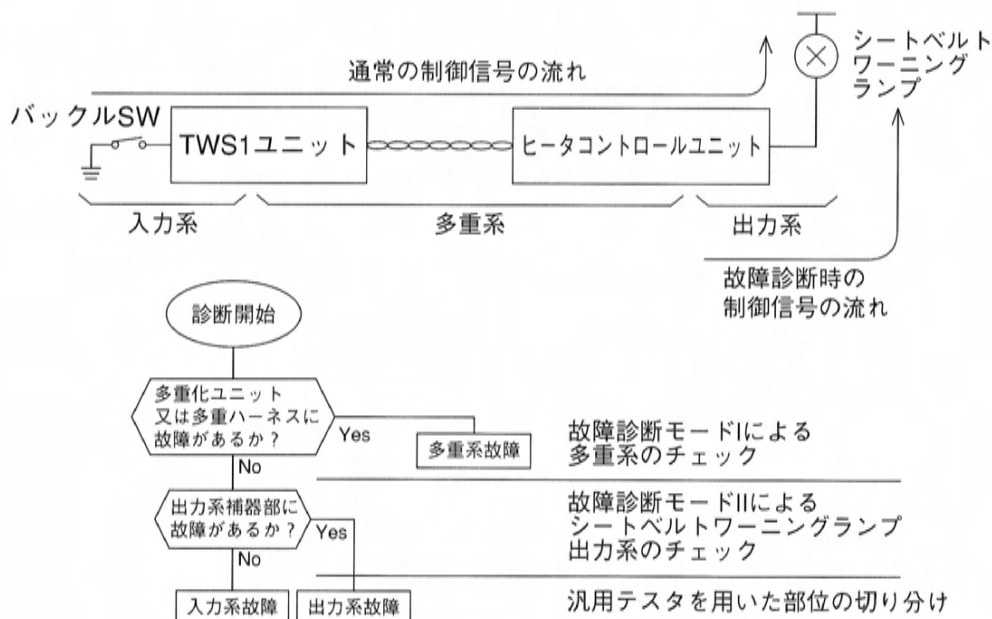 通常の制御信号の流れ
シートベルト
ワーニング
ランプ
バックルSW
TWS1ユニット
ヒータコントロールユニット
入力系
多重系
出力系
故障診断時の
制御信号の流れ
診断開始
多重化ユニット
又は多重ハーネスに
故障があるか？
Yes
多重系故障
故障診断モードIによる
多重系のチェック
No
出力系補器部に
故障があるか？
Yes
故障診断モードIIによる
シートベルトワーニングランプ
出力系のチェック
No
入力系故障
出力系故障
汎用テスタを用いた部位の切り分け